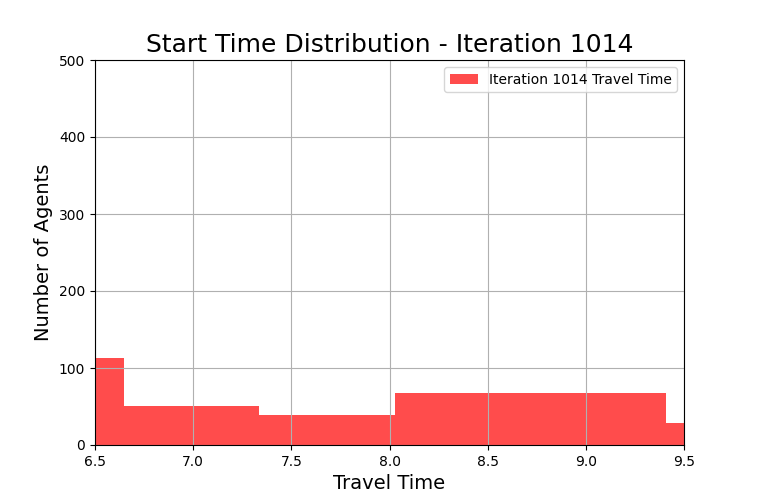 Start Time Distribution - Iteration 1014
500
Iteration 1014 Travel Time
400
300
200
100
0
Number of Agents
6.5 7.0 7.5 8.0 8.5 9.0 9.5
Travel Time